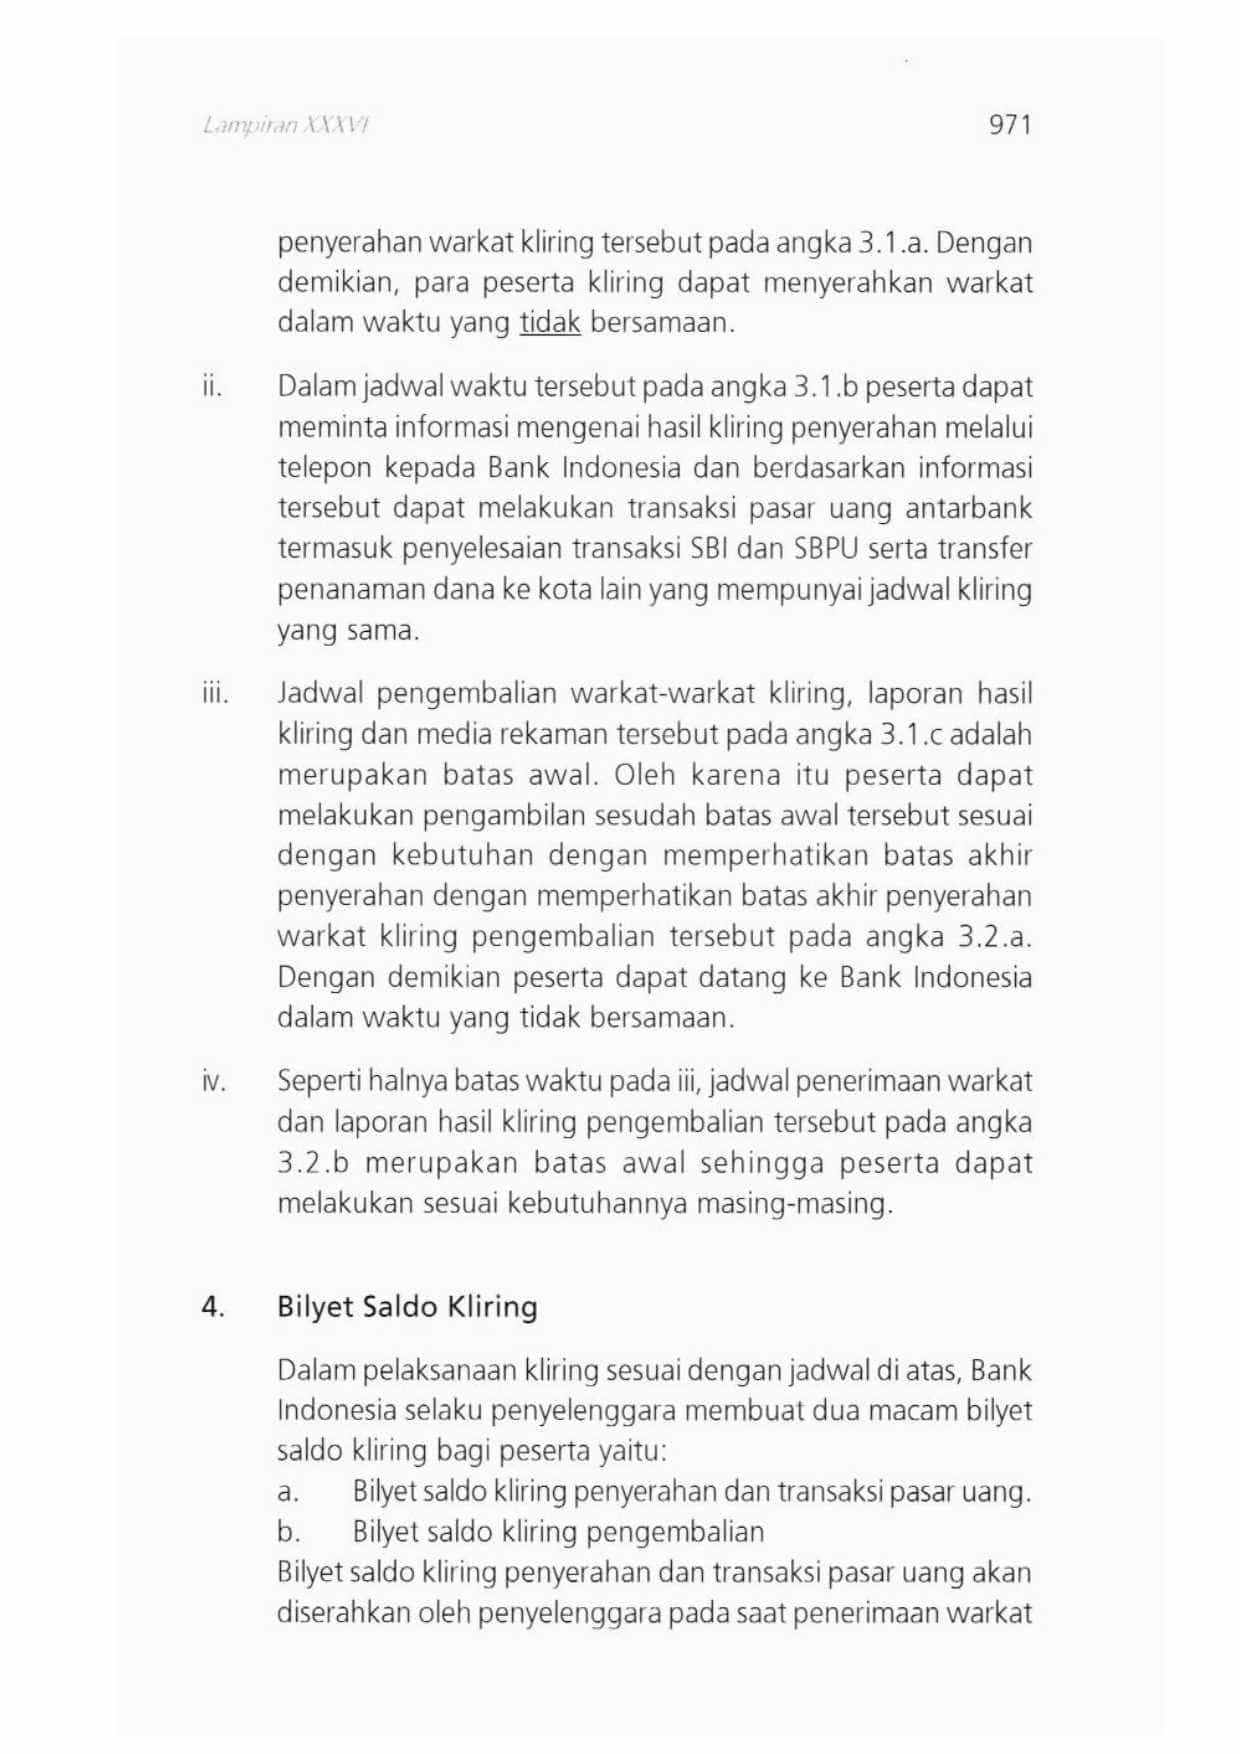 Lampiran XXXVI 971
penyerahan warkat kliring tersebut pada angka 3.1.a. Dengan
demikian, para peserta kliring dapat menyerahkan warkat
dalam waktu yang tidak bersamaan.
ii. Dalam jadwal waktu tersebut pada angka 3.1.b peserta dapat
meminta informasi mengenai hasil kliring penyerahan melalui
telepon kepada Bank Indonesia dan berdasarkan informasi
tersebut dapat melakukan transaksi pasar uang antarbank
termasuk penyelesaian transaksi SBI dan SBPU serta transfer
penanaman dana ke kota lain yang mempunyai jadwal kliring
yang sama.
iii. Jadwal pengembalian warkat-warkat kliring, laporan hasil
kliring dan media rekaman tersebut pada angka 3.1.c adalah
merupakan batas awal. Oleh karena itu peserta dapat
melakukan pengambilan sesudah batas awal tersebut sesuai
dengan kebutuhan dengan memperhatikan batas akhir
penyerahan dengan memperhatikan batas akhir penyerahan
warkat kliring pengembalian tersebut pada angka 3.2.a.
Dengan demikian peserta dapat datang ke Bank Indonesia
dalam waktu yang tidak bersamaan.
iv. Seperti halnya batas waktu pada iii, jadwal penerimaan warkat
dan laporan hasil kliring pengembalian tersebut pada angka
3.2.b merupakan batas awal sehingga peserta dapat
melakukan sesuai kebutuhannya masing-masing.
4. Bilyet Saldo Kliring
Dalam pelaksanaan kliring sesuai dengan jadwal di atas, Bank
Indonesia selaku penyelenggara membuat dua macam bilyet
saldo kliring bagi peserta yaitu:
a. Bilyet saldo kliring penyerahan dan transaksi pasar uang.
b. Bilyet saldo kliring pengembalian
Bilyet saldo kliring penyerahan dan transaksi pasar uang akan
diserahkan oleh penyelenggara pada saat penerimaan warkat